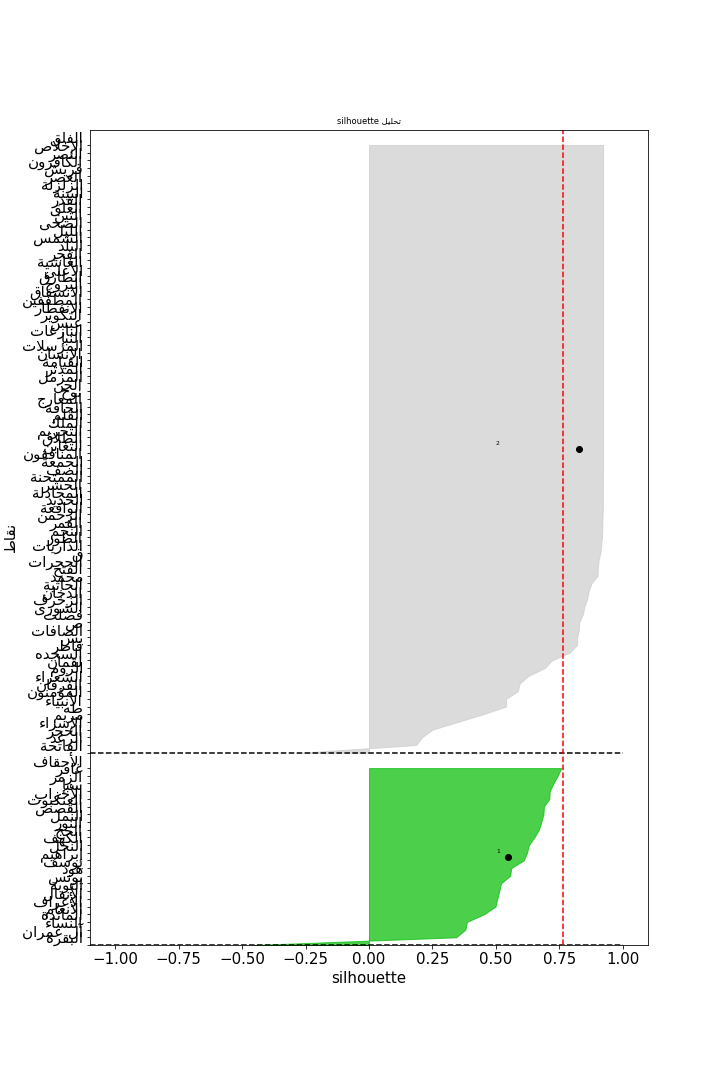 تحليل silhouette
الفلق
الاخلاص
النصر
الكافرون
قريش
العصر
الزلزلة
البينة
القدر
العلق
التين
الضحى
الليل
الشمس
البلد
الفجر
الغاشية
الأعلى
الطارق
البروج
الانشقاق
المطففين
الانفطار
التكوير
عبس
النازعات
النبأ
المرسلات
الإنسان
القيامة
المدثر
المزمل
الجن
نوح
المعارج
الحاقة
القلم
الملك
التحريم
الطلاق
التغابن
المنافقون
الجمعة
الصف
الممتحنة
الحشر
المجادلة
الحديد
الواقعة
الرحمن
القمر
النجم
الطور
الذاريات
ق
الحجرات
الفتح
محمد
الجاثية
الدخان
الزخرف
الشورى
فصلت
ص
الصافات
يس
فاطر
السجده
لقمان
الروم
الشعراء
الفرقان
المؤمنون
الأنبياء
طه
مريم
الإسراء
الحجر
الرعد
الفاتحة
الأحقاف
غافر
الزمر
سبأ
الأحزاب
العنكبوت
القصص
النمل
النور
الحج
الكهف
النحل
إبراهيم
يوسف
هود
يونس
التوبة
الأنفال
الأعراف
الأنعام
المائدة
النساء
آل عمران
البقرة
نقاط
2
1
−1.00 −0.75 −0.50 −0.25 0.00 0.25 0.50 0.75 1.00
silhouette